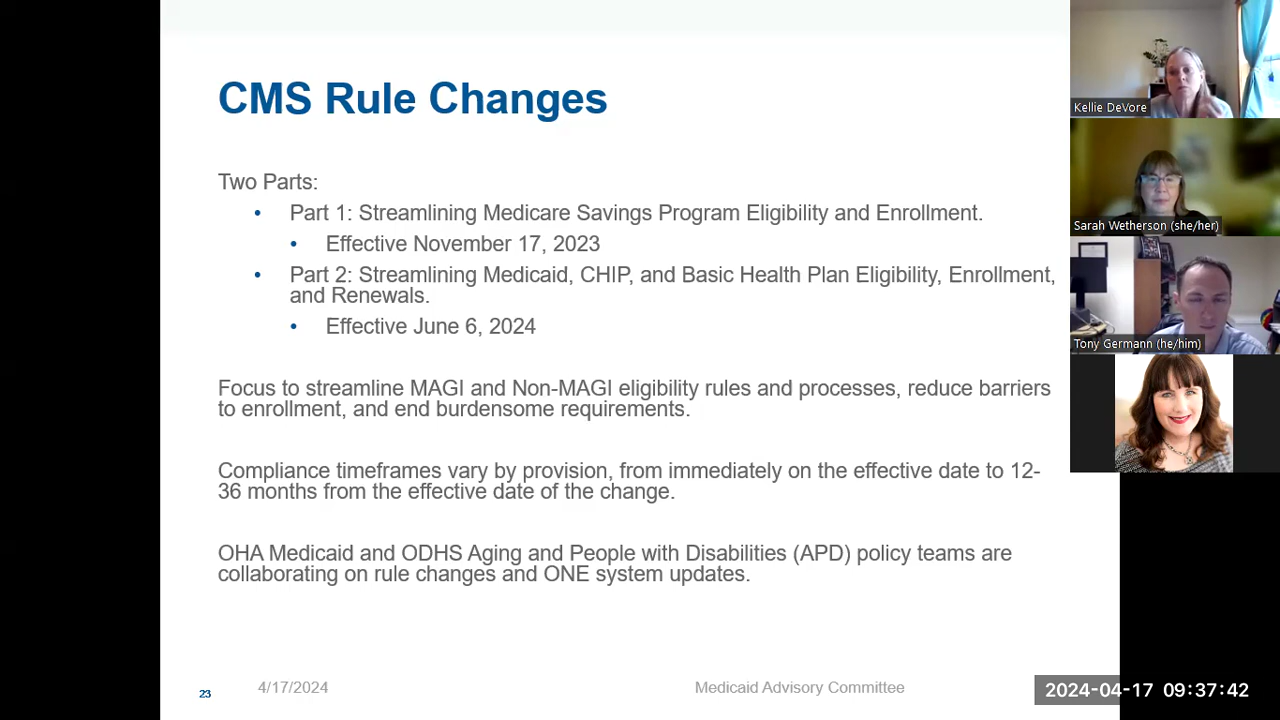 CMS Rule Changes
Two Parts:
• Part 1: Streamlining Medicare Savings Program Eligibility and Enrollment.
• Effective November 17, 2023
• Part 2: Streamlining Medicaid, CHIP, and Basic Health Plan Eligibility, Enrollment,
and Renewals.
• Effective June 6, 2024
Focus to streamline MAGI and Non-MAGI eligibility rules and processes, reduce barriers
to enrollment, and end burdensome requirements.
Compliance timeframes vary by provision, from immediately on the effective date to 12-
36 months from the effective date of the change.
OHA Medicaid and ODHS Aging and People with Disabilities (APD) policy teams are
collaborating on rule changes and ONE system updates.
23
4/17/2024
Medicaid Advisory Committee
Kellie DeVore
Sarah Wetherson (she/her)
Tony Germann (he/him)
2024-04-17 09:37:42